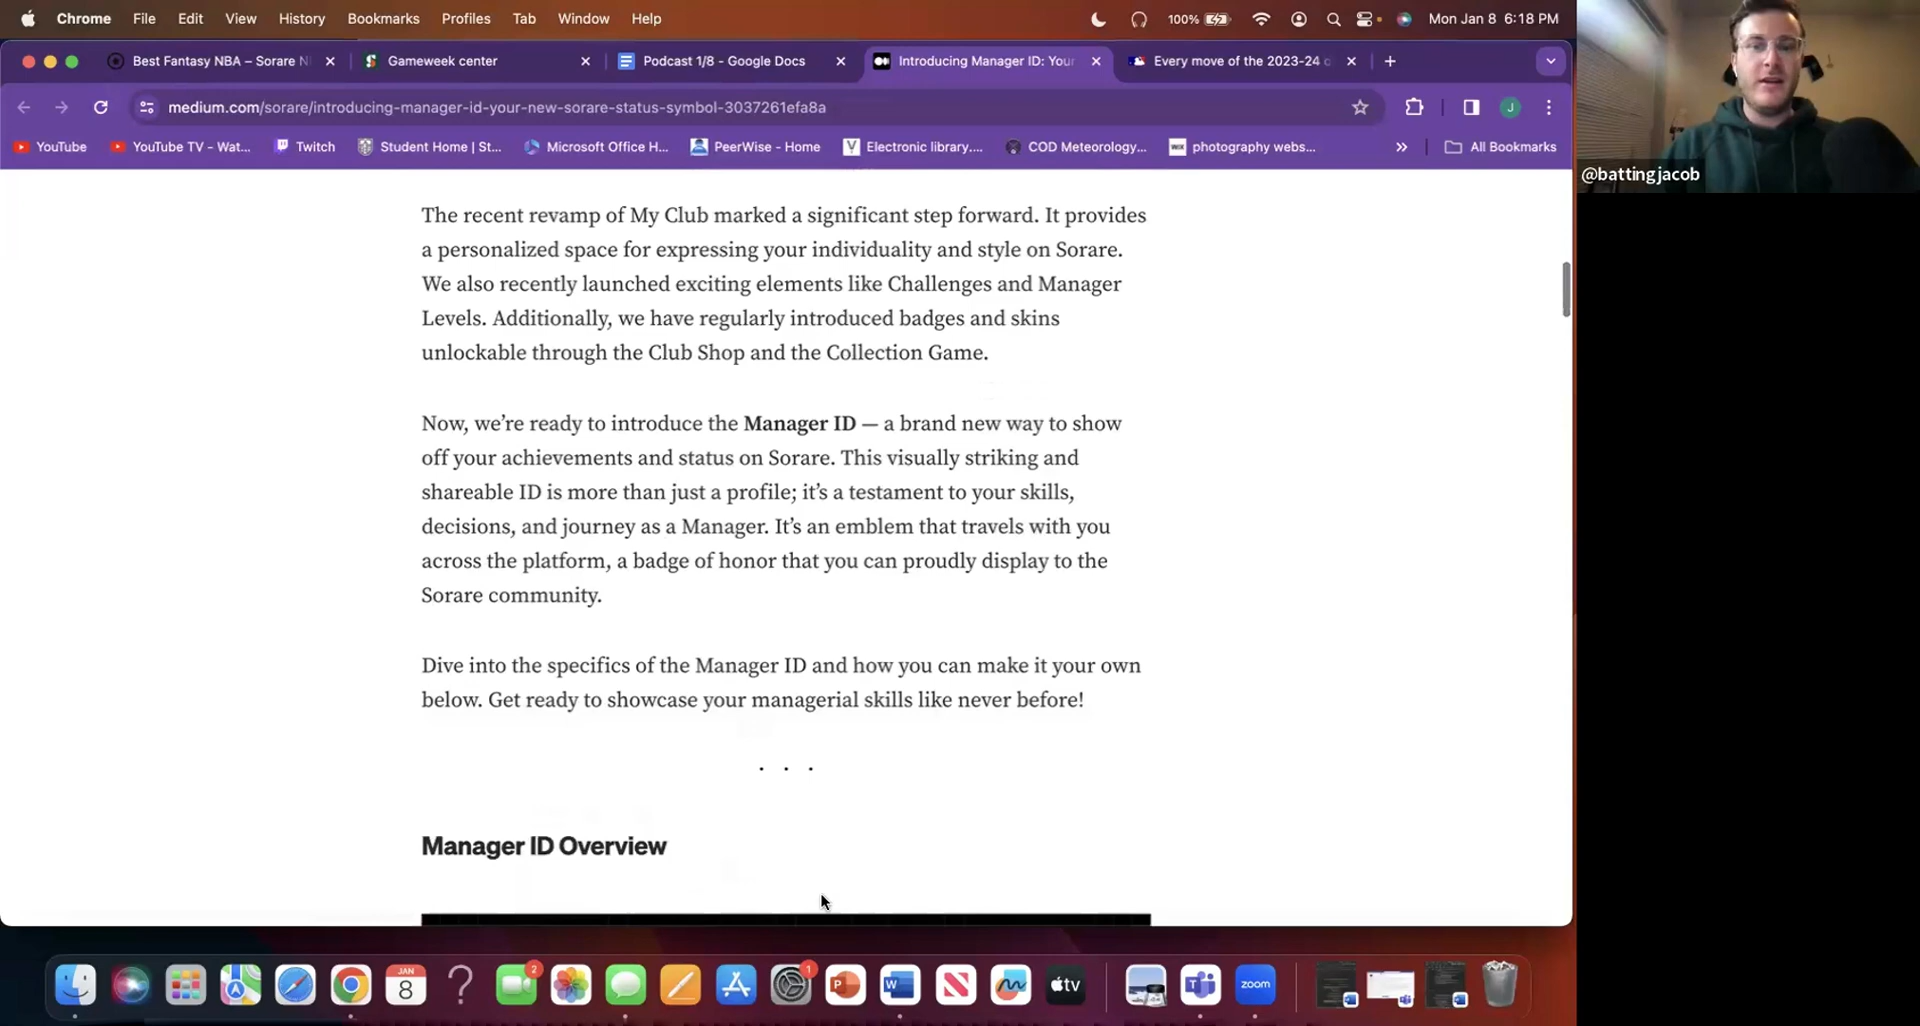 Chrome File Edit View History Bookmarks Profiles Tab Window Help 100% Mon Jan 8 6:18 PM
Best Fantasy NBA – Sorare N Gameweek center Podcast 1/8 - Google Docs Introducing Manager ID: Your Every move of the 2023-24 o
medium.com/sorare/introducing-manager-id-your-new-sorare-status-symbol-3037261efa8a J
YouTube YouTube TV - Wat... Twitch Student Home | St... Microsoft Office H... PeerWise - Home V Electronic library.... COD Meteorology... WiX photography webs... » All Bookmarks
@battingjacob
The recent revamp of My Club marked a significant step forward. It provides
a personalized space for expressing your individuality and style on Sorare.
We also recently launched exciting elements like Challenges and Manager
Levels. Additionally, we have regularly introduced badges and skins
unlockable through the Club Shop and the Collection Game.
Now, we’re ready to introduce the Manager ID — a brand new way to show
off your achievements and status on Sorare. This visually striking and
shareable ID is more than just a profile; it’s a testament to your skills,
decisions, and journey as a Manager. It’s an emblem that travels with you
across the platform, a badge of honor that you can proudly display to the
Sorare community.
Dive into the specifics of the Manager ID and how you can make it your own
below. Get ready to showcase your managerial skills like never before!
. . .
Manager ID Overview
JAN 2 1
8 ? P W tv zoom